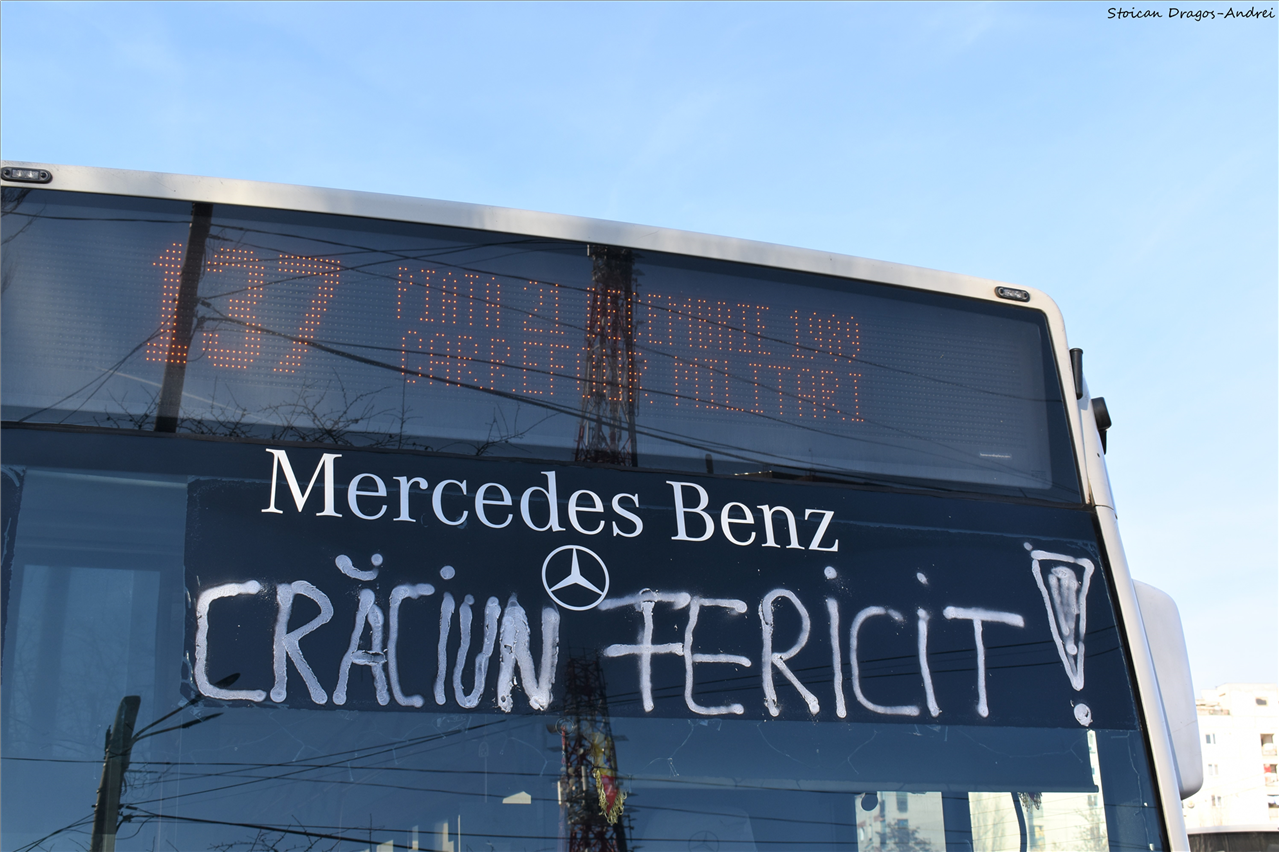 Stoican Dragos-Andrei
137 PIATA 21 DECEMBRIE 1989
CARREFOUR MILITARI
Mercedes Benz
CRĂCIUN FERICIT!